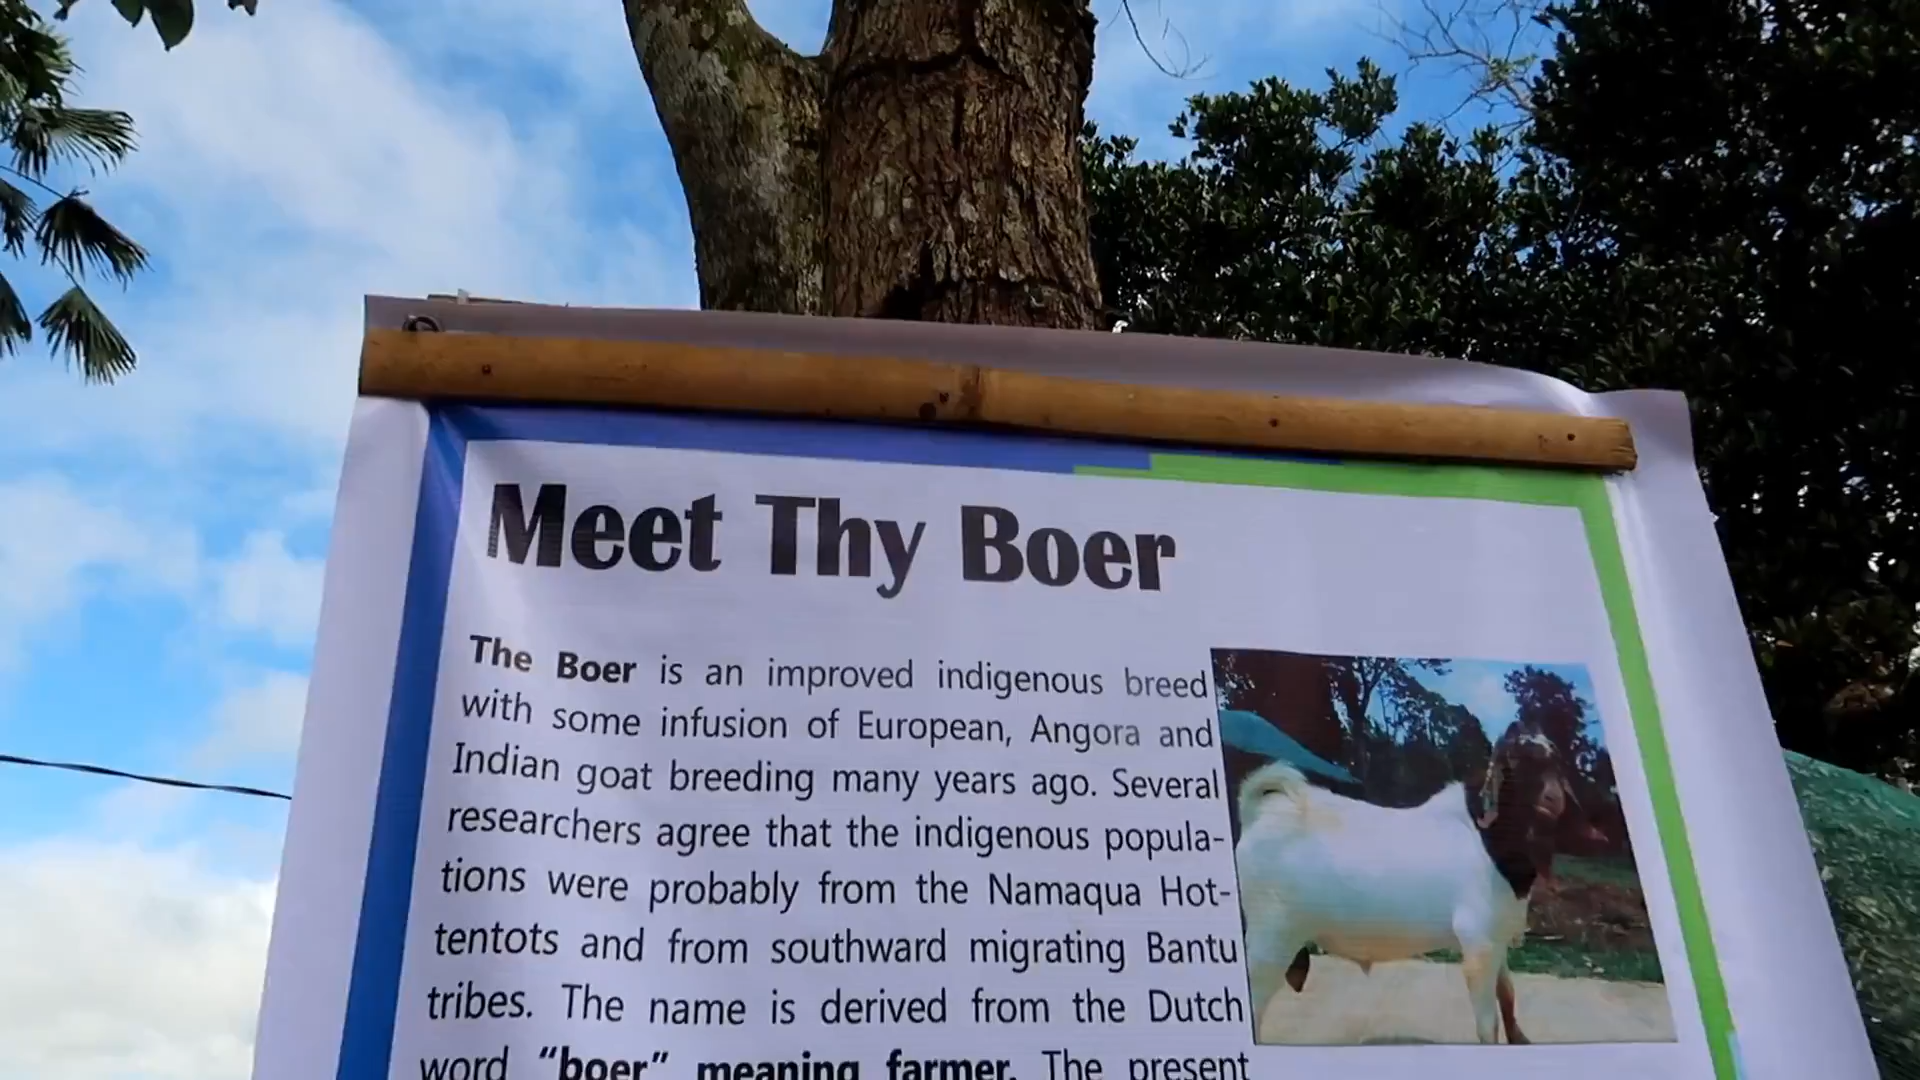 Meet Thy Boer
The Boer is an improved indigenous breed
with some infusion of European, Angora and
Indian goat breeding many years ago. Several
researchers agree that the indigenous popula-
tions were probably from the Namaqua Hot-
tentots and from southward migrating Bantu
tribes. The name is derived from the Dutch
word “boer” meaning farmer. The present